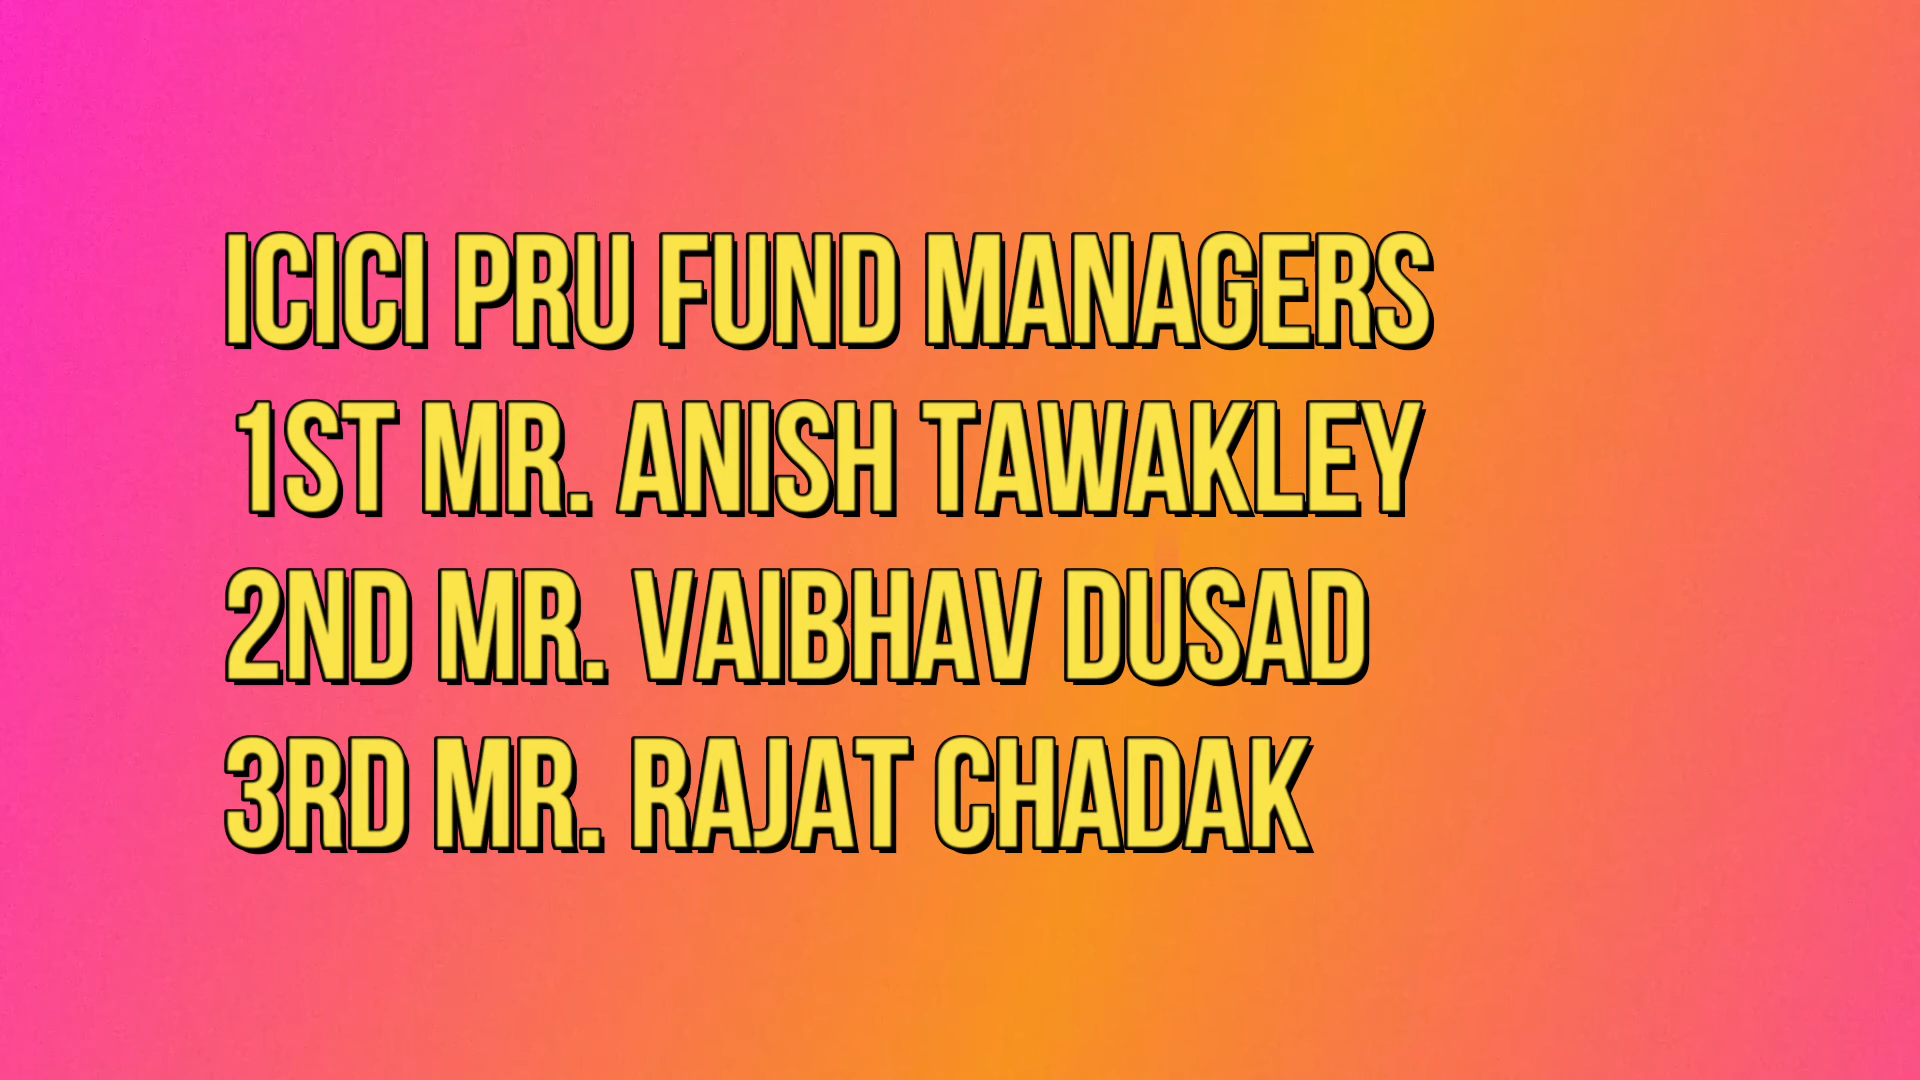 ICICI PRU FUND MANAGERS
1ST MR. ANISH TAWAKLEY
2ND MR. VAIBHAV DUSAD
3RD MR. RAJAT CHADAK